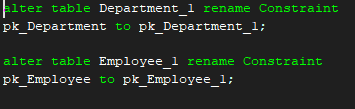 alter table Department_1 rename Constraint
pk_Department to pk_Department_1;
alter table Employee_1 rename Constraint
pk_Employee to pk_Employee_1;